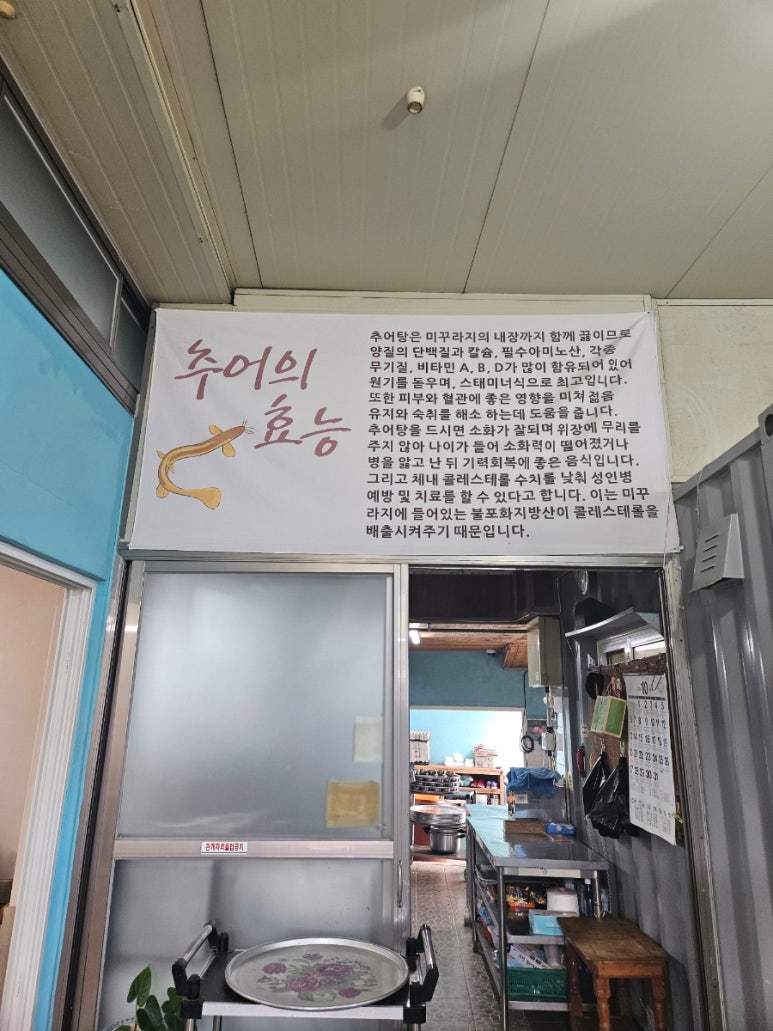 추어의
효능
추어탕은 미꾸라지의 내장까지 함께 끓이므로
양질의 단백질과 칼슘, 필수아미노산, 각종
무기질, 비타민 A, B, D가 많이 함유되어 있어
원기를 돋우며, 스태미너식으로 최고입니다.
또한 피부와 혈관에 좋은 영향을 미쳐 젊음
유지와 숙취를 해소 하는데 도움을 줍니다.
추어탕을 드시면 소화가 잘되며 위장에 무리를
주지 않아 나이가 들어 소화력이 떨어졌거나
병을 앓고 난 뒤 기력회복에 좋은 음식입니다.
그리고 체내 콜레스테롤 수치를 낮춰 성인병
예방 및 치료를 할 수 있다고 합니다. 이는 미꾸
라지에 들어있는 불포화지방산이 콜레스테롤을
배출시켜주기 때문입니다.
관계자외출입금지
10